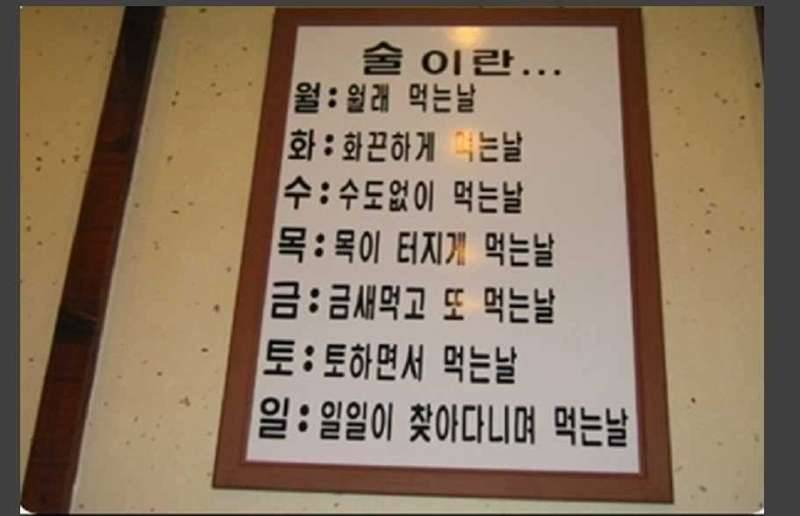 술이란...
월:월래 먹는날
화:화끈하게 먹는날
수:수도없이 먹는날
목:목이 터지게 먹는날
금:금새먹고 또 먹는날
토:토하면서 먹는날
일:일일이 찾아다니며 먹는날